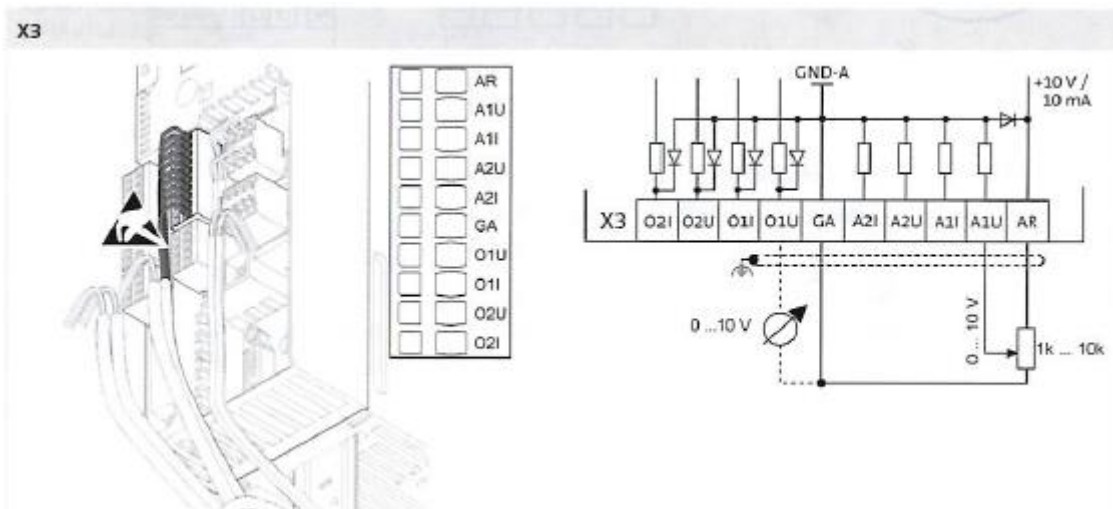 X3
AR
A1U
A1I
A2U
A2I
GA
O1U
O1I
O2U
O2I
GND-A
+10 V /
10 mA
X3 O2I O2U O1I O1U GA A2I A2U A1I A1U AR
0 ...10 V
0 ... 10 V
1k ... 10k